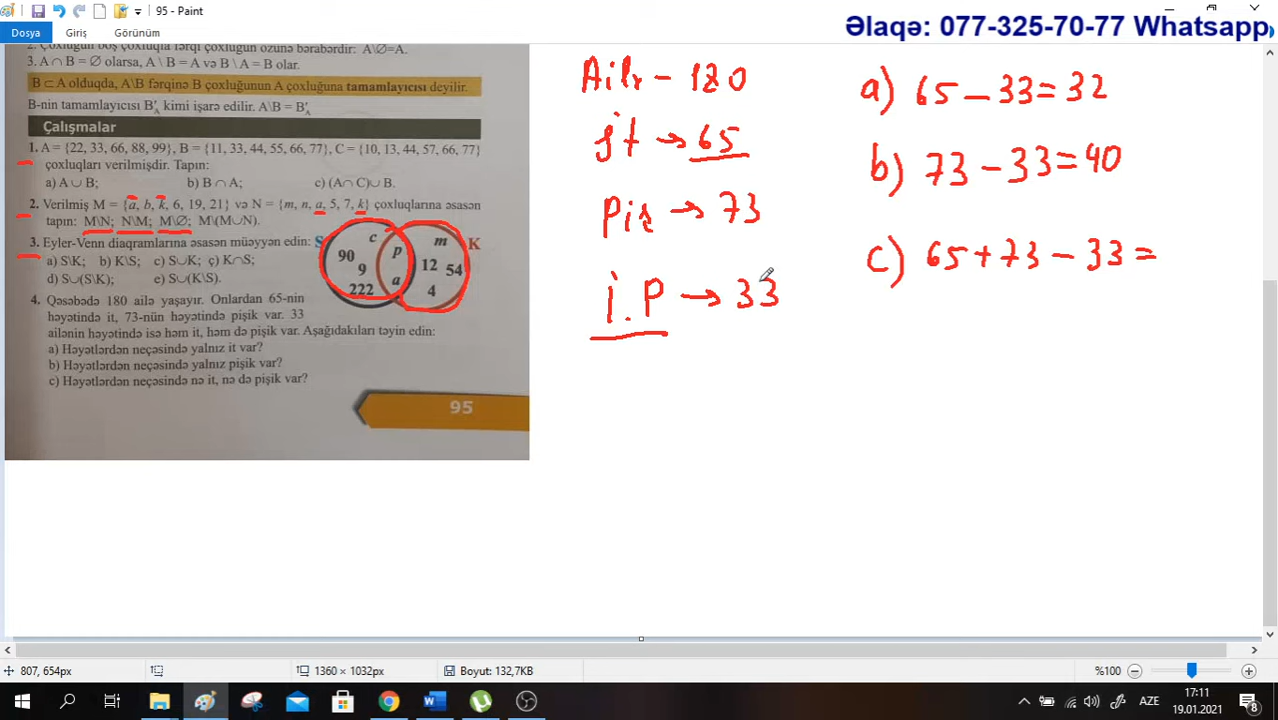 95 - Paint
Əlaqə: 077-325-70-77 Whatsapp
Dosya Giriş Görünüm
2. Çoxluğun boş çoxluqla fərqi çoxluğun özünə bərabərdir: A\∅=A.
3. A ∩ B = ∅ olarsa, A \ B = A və B \ A = B olar.
B ⊂ A olduqda, A\B fərqinə B çoxluğunun A çoxluğuna tamamlayıcısı deyilir.
B-nin tamamlayıcısı B'A kimi işarə edilir. A\B = B'A
Çalışmalar
1. A = {22, 33, 66, 88, 99}, B = {11, 33, 44, 55, 66, 77}, C = {10, 13, 44, 57, 66, 77}
çoxluqları verilmişdir. Tapın:
a) A ∪ B; b) B ∩ A; c) (A∩ C)∪ B.
2. Verilmiş M = {a, b, k, 6, 19, 21} və N = {m, n, a, 5, 7, k} çoxluqlarına əsasən
tapın: M\N; N\M; M\∅; M\(M∪N).
3. Eyler-Venn diaqramlarına əsasən müəyyən edin:
a) S\K; b) K\S; c) S∪K; ç) K∩S;
d) S∪(S\K); e) S∪(K\S).
S c p m K
90 9 12 54
222 a 4
4. Qəsəbədə 180 ailə yaşayır. Onlardan 65-nin
həyətində it, 73-nün həyətində pişik var. 33
ailənin həyətində isə həm it, həm də pişik var. Aşağıdakıları təyin edin:
a) Həyətlərdən neçəsində yalnız it var?
b) Həyətlərdən neçəsində yalnız pişik var?
c) Həyətlərdən neçəsində nə it, nə də pişik var?
95
Ailə - 180
it → 65
Piş → 73
İ.P → 33
a) 65 - 33 = 32
b) 73 - 33 = 40
c) 65 + 73 - 33 =
807, 654px 1360 × 1032px Boyut: 132,7KB %100
AZE
17:11
19.01.2021
8